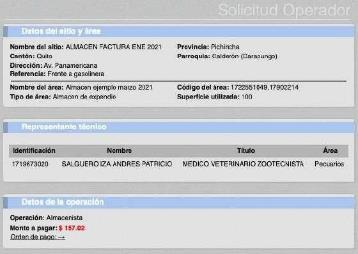 Solicitud Operador
Datos del sitio y área
Nombre del sitio: ALMACEN FACTURA ENE 2021
Provincia: Pichincha
Cantón: Quito
Parroquia: Calderón (Carapungo)
Dirección: Av. Panamericana
Referencia: Frente a gasolinera
Nombre del área: Almacen ejemplo marzo 2021
Código del área: 1722551049.17902214
Tipo de área: Almacen de expendio
Superficie utilizada: 100
Representante técnico
Identificación Nombre Título Área
1719673020 SALGUERO IZA ANDRES PATRICIO MEDICO VETERINARIO ZOOTECNISTA Pecuarios
Datos de la operación
Operación: Almacenista
Monto a pagar: $ 157.02
Orden de pago: →